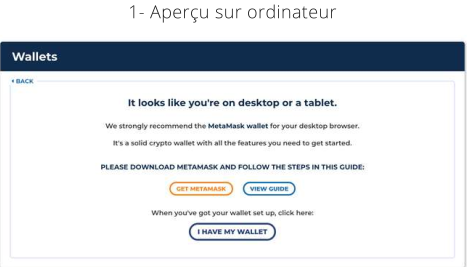 1- Aperçu sur ordinateur
Wallets
BACK
It looks like you're on desktop or a tablet.
We strongly recommend the MetaMask wallet for your desktop browser.
It's a solid crypto wallet with all the features you need to get started.
PLEASE DOWNLOAD METAMASK AND FOLLOW THE STEPS IN THIS GUIDE:
GET METAMASK VIEW GUIDE
When you've got your wallet set up, click here:
I HAVE MY WALLET